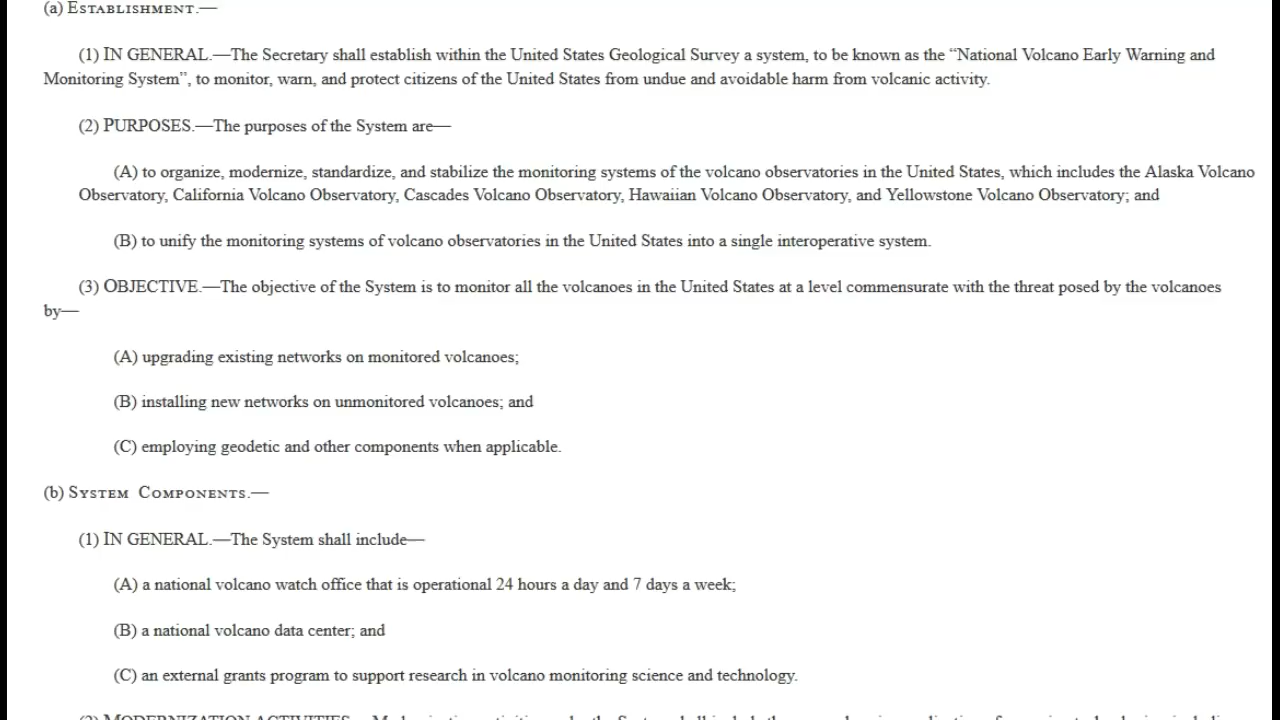 (a) Establishment.—
(1) IN GENERAL.—The Secretary shall establish within the United States Geological Survey a system, to be known as the “National Volcano Early Warning and
Monitoring System”, to monitor, warn, and protect citizens of the United States from undue and avoidable harm from volcanic activity.
(2) PURPOSES.—The purposes of the System are—
(A) to organize, modernize, standardize, and stabilize the monitoring systems of the volcano observatories in the United States, which includes the Alaska Volcano
Observatory, California Volcano Observatory, Cascades Volcano Observatory, Hawaiian Volcano Observatory, and Yellowstone Volcano Observatory; and
(B) to unify the monitoring systems of volcano observatories in the United States into a single interoperative system.
(3) OBJECTIVE.—The objective of the System is to monitor all the volcanoes in the United States at a level commensurate with the threat posed by the volcanoes
by—
(A) upgrading existing networks on monitored volcanoes;
(B) installing new networks on unmonitored volcanoes; and
(C) employing geodetic and other components when applicable.
(b) System Components.—
(1) IN GENERAL.—The System shall include—
(A) a national volcano watch office that is operational 24 hours a day and 7 days a week;
(B) a national volcano data center; and
(C) an external grants program to support research in volcano monitoring science and technology.
(2) MODERNIZATION ACTIVITIES